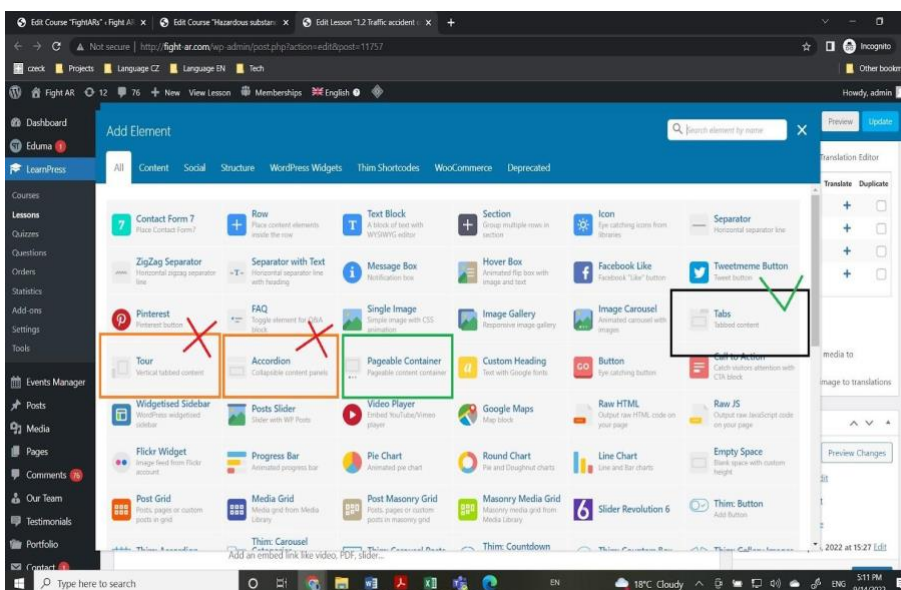 Edit Course "FightARs" ‹ Fight AR
Edit Course "Hazardous substan
Edit Lesson "1.2 Traffic accident
Not secure | http://fight-ar.com/wp-admin/post.php?action=edit&post=11757
Incognito
czeck Projects Language CZ Language EN Tech
Other bookm
Fight AR 12 76 + New View Lesson Memberships English
Howdy, admin
Dashboard
Eduma 1
LearnPress
Courses
Lessons
Quizzes
Questions
Orders
Statistics
Add-ons
Settings
Tools
Events Manager
Posts
Media
Pages
Comments 76
Our Team
Testimonials
Portfolio
Contact 1
Add Element
Search element by name
All Content Social Structure WordPress Widgets Thim Shortcodes WooCommerce Deprecated
Contact Form 7
Place Contact Form7
Row
Place content elements
inside the row
Text Block
A block of text with
WYSIWYG editor
Section
Group multiple rows in
section
Icon
Eye catching icons from
libraries
Separator
Horizontal separator line
ZigZag Separator
Horizontal zigzag separator
line
Separator with Text
Horizontal separator line
with heading
Message Box
Notification box
Hover Box
Animated flip box with
image and text
Facebook Like
Facebook "Like" button
Tweetmeme Button
Tweet button
Pinterest
Pinterest button
FAQ
Toggle element for Q&A
block
Single Image
Simple image with CSS
animation
Image Gallery
Responsive image gallery
Image Carousel
Animated carousel with
images
Tabs
Tabbed content
Tour
Vertical tabbed content
Accordion
Collapsible content panels
Pageable Container
Pageable content container
Custom Heading
Text with Google fonts
Button
Eye catching button
Call to Action
Catch visitors attention with
CTA block
Widgetised Sidebar
WordPress widgetised
sidebar
Posts Slider
Slider with WP Posts
Video Player
Embed YouTube/Vimeo
player
Google Maps
Map block
Raw HTML
Output raw HTML code on
your page
Raw JS
Output raw JavaScript code
on your page
Flickr Widget
Image feed from Flickr
account
Progress Bar
Animated progress bar
Pie Chart
Animated pie chart
Round Chart
Pie and Doughnut charts
Line Chart
Line and Bar charts
Empty Space
Blank space with custom
height
Post Grid
Posts, pages or custom
posts in grid
Media Grid
Media grid from Media
Library
Post Masonry Grid
Posts, pages or custom
posts in masonry grid
Masonry Media Grid
Masonry media grid from
Media Library
Slider Revolution 6
Thim: Button
Add Button
Thim: Accordion
Thim: Carousel
Categories
Thim: Carousel Posts
Thim: Countdown
Thim: Counters Box
Thim: Gallery Images
Add an embed link like video, PDF, slider...
Preview Update
Translation Editor
Translate Duplicate
media to
image to translations
Preview Changes
, 2022 at 15:27 Edit
Type here to search
EN
18°C Cloudy
ENG
5:11 PM
9/14/2022